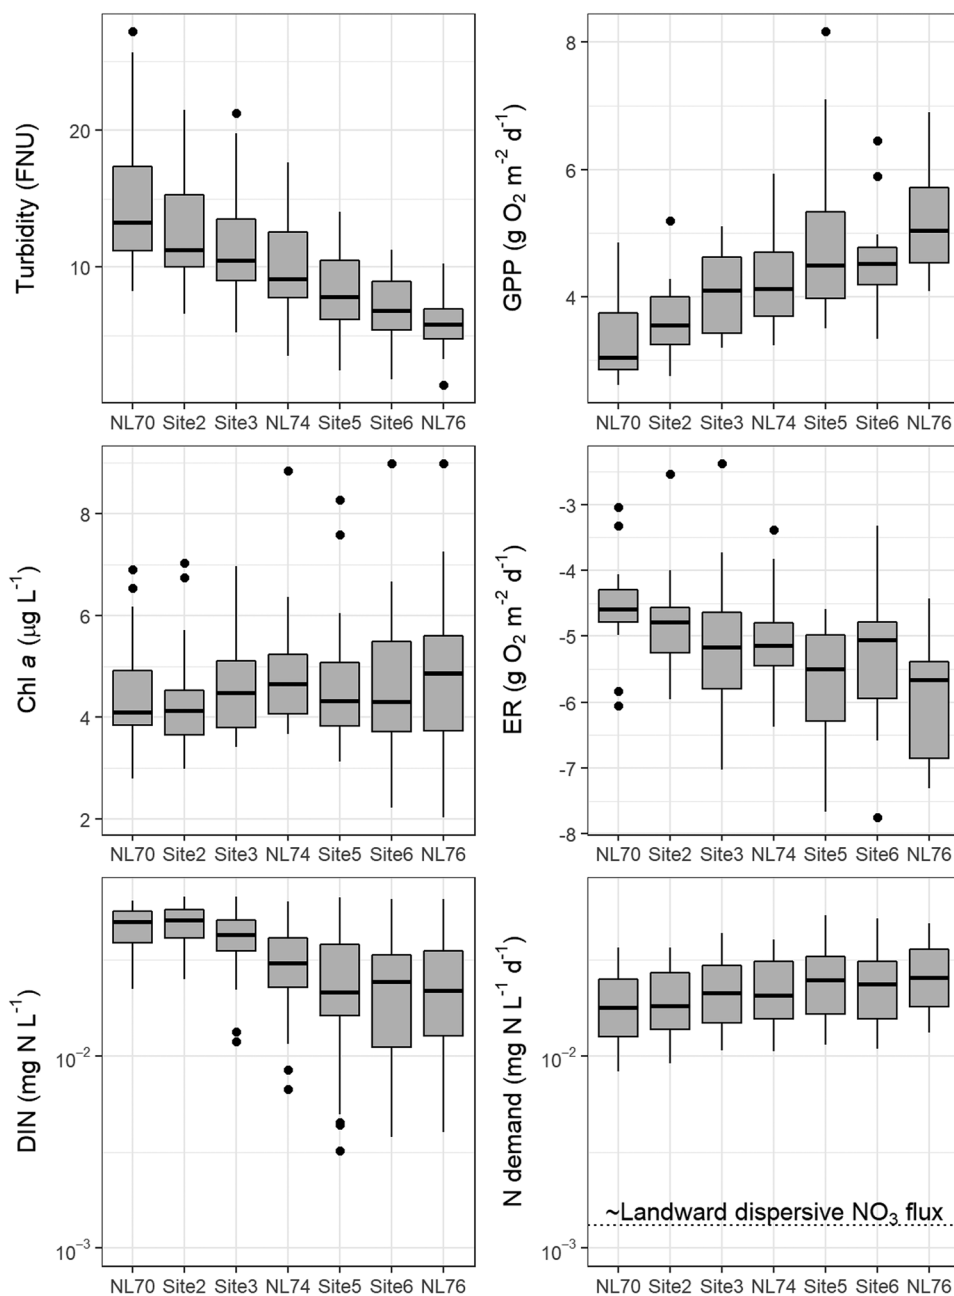 Turbidity (FNU)
20
10
NL70 Site2 Site3 NL74 Site5 Site6 NL76
GPP (g O₂ m⁻² d⁻¹)
8
6
4
NL70 Site2 Site3 NL74 Site5 Site6 NL76
Chl a (µg L⁻¹)
8
6
4
2
NL70 Site2 Site3 NL74 Site5 Site6 NL76
ER (g O₂ m⁻² d⁻¹)
-3
-4
-5
-6
-7
-8
NL70 Site2 Site3 NL74 Site5 Site6 NL76
DIN (mg N L⁻¹)
10⁻²
10⁻³
NL70 Site2 Site3 NL74 Site5 Site6 NL76
N demand (mg N L⁻¹ d⁻¹)
10⁻²
~Landward dispersive NO₃ flux
10⁻³
NL70 Site2 Site3 NL74 Site5 Site6 NL76